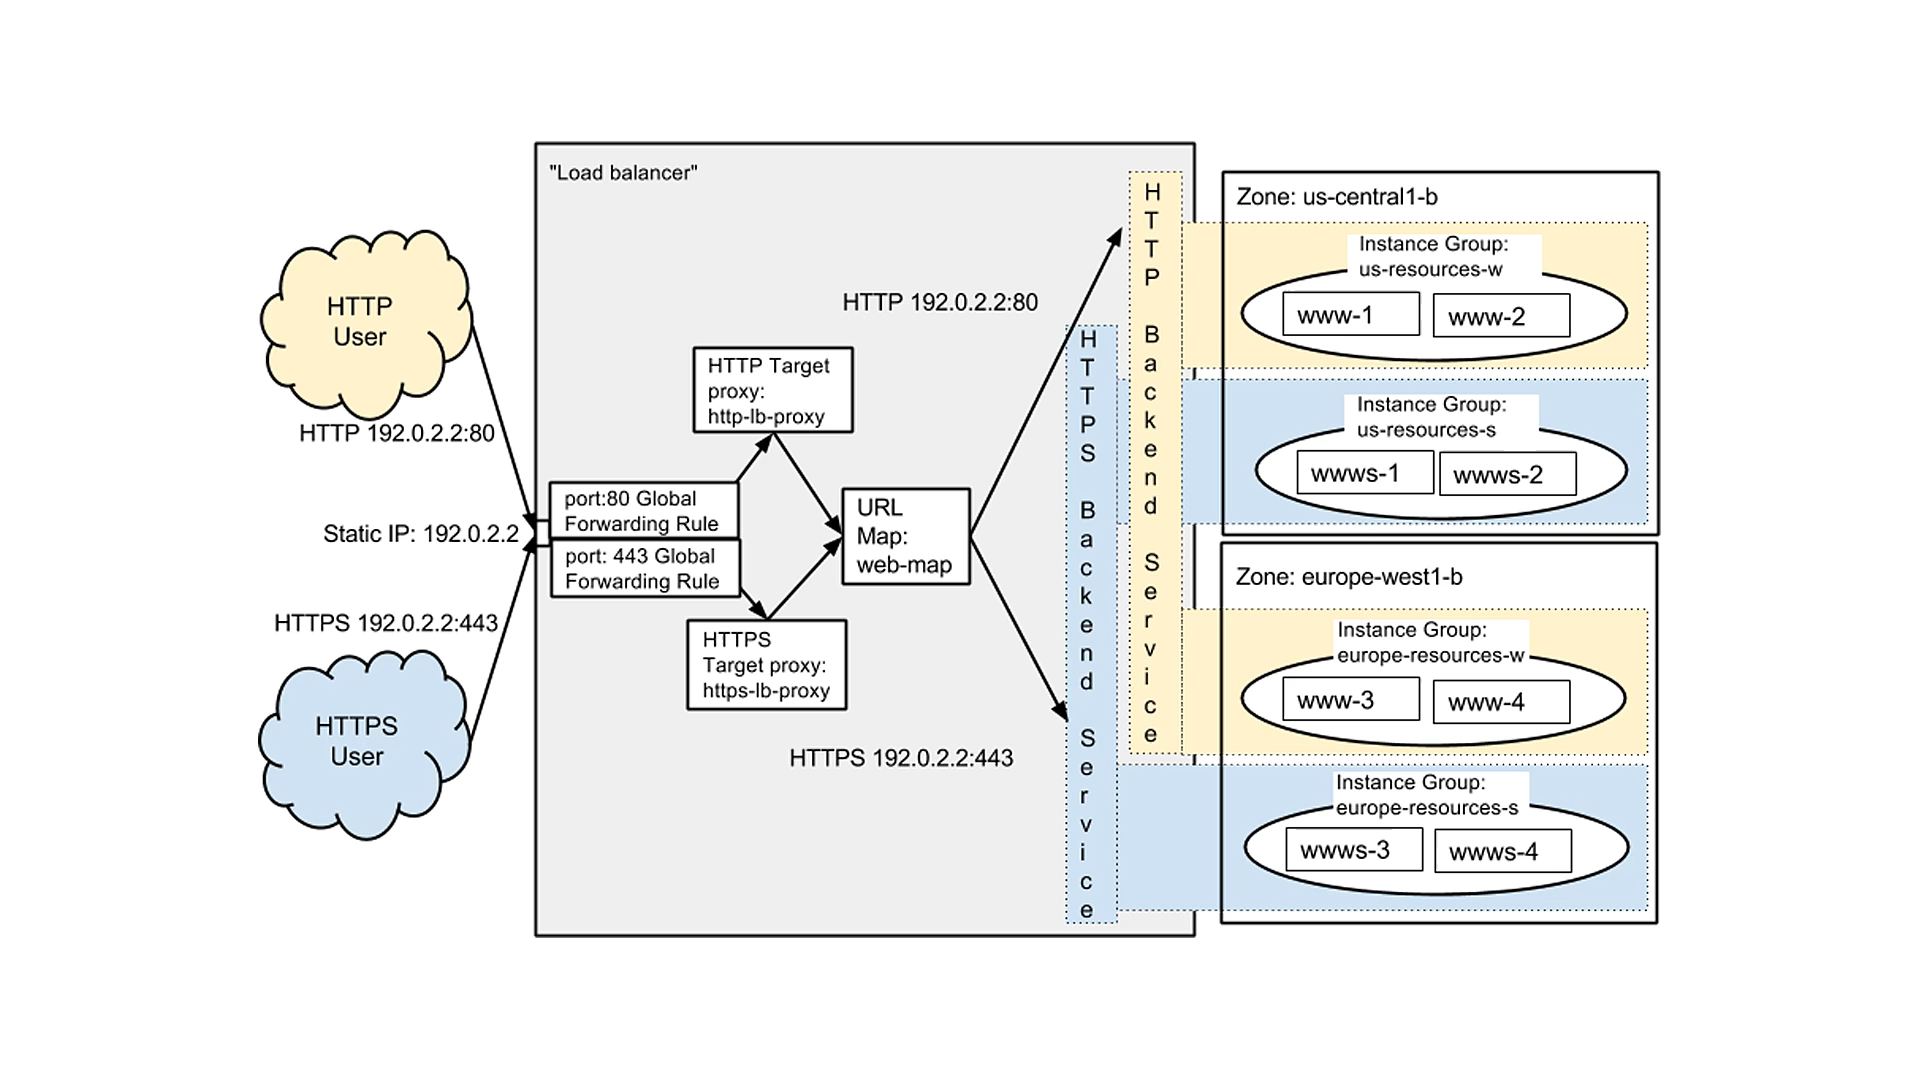 "Load balancer"
HTTP
User
HTTP 192.0.2.2:80
Static IP: 192.0.2.2
HTTPS 192.0.2.2:443
HTTPS
User
port:80 Global
Forwarding Rule
port: 443 Global
Forwarding Rule
HTTP Target
proxy:
http-lb-proxy
HTTPS
Target proxy:
https-lb-proxy
URL
Map:
web-map
HTTP 192.0.2.2:80
HTTPS 192.0.2.2:443
HTTPS Backend Service
HTTP Backend Service
Zone: us-central1-b
Instance Group:
us-resources-w
www-1
www-2
Instance Group:
us-resources-s
wwws-1
wwws-2
Zone: europe-west1-b
Instance Group:
europe-resources-w
www-3
www-4
Instance Group:
europe-resources-s
wwws-3
wwws-4